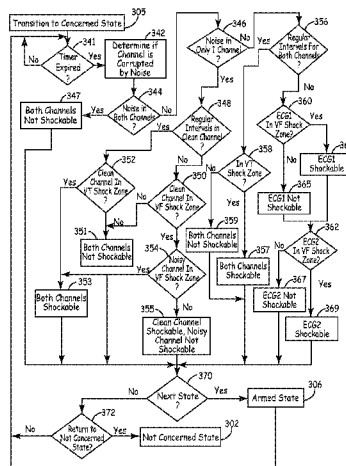 305
Transition to Concerned State
341
Timer
Expired
?
No
Yes
342
Determine if
Channel is
Corrupted
by Noise
344
Noise in
Both Channels
?
Yes
No
347
Both Channels
Not Shockable
346
Noise in
Only 1 Channel
?
No
Yes
356
Regular
Intervals For
Both Channels
?
Yes
No
348
Regular
Intervals in
Clean Channel
?
Yes
No
352
Clean
Channel In
VT Shock Zone
?
Yes
No
350
Clean
Channel In
VF Shock Zone
?
No
Yes
351
Both Channels
Not Shockable
353
Both Channels
Shockable
354
Noisy
Channel In
VF Shock Zone
?
Yes
No
355
Clean Channel
Shockable, Noisy
Channel Not
Shockable
358
In VT
Shock Zone
?
No
Yes
359
Both Channels
Not Shockable
357
Both Channels
Shockable
360
ECG1
In VF Shock
Zone?
Yes
No
ECG1
Shockable
365
ECG1 Not
Shockable
362
ECG2
In VF Shock
Zone?
No
Yes
367
ECG2 Not
Shockable
369
ECG2
Shockable
370
Next State
?
No
Yes
306
Armed State
372
Return to
Not Concerned
State?
No
Yes
302
Not Concerned State